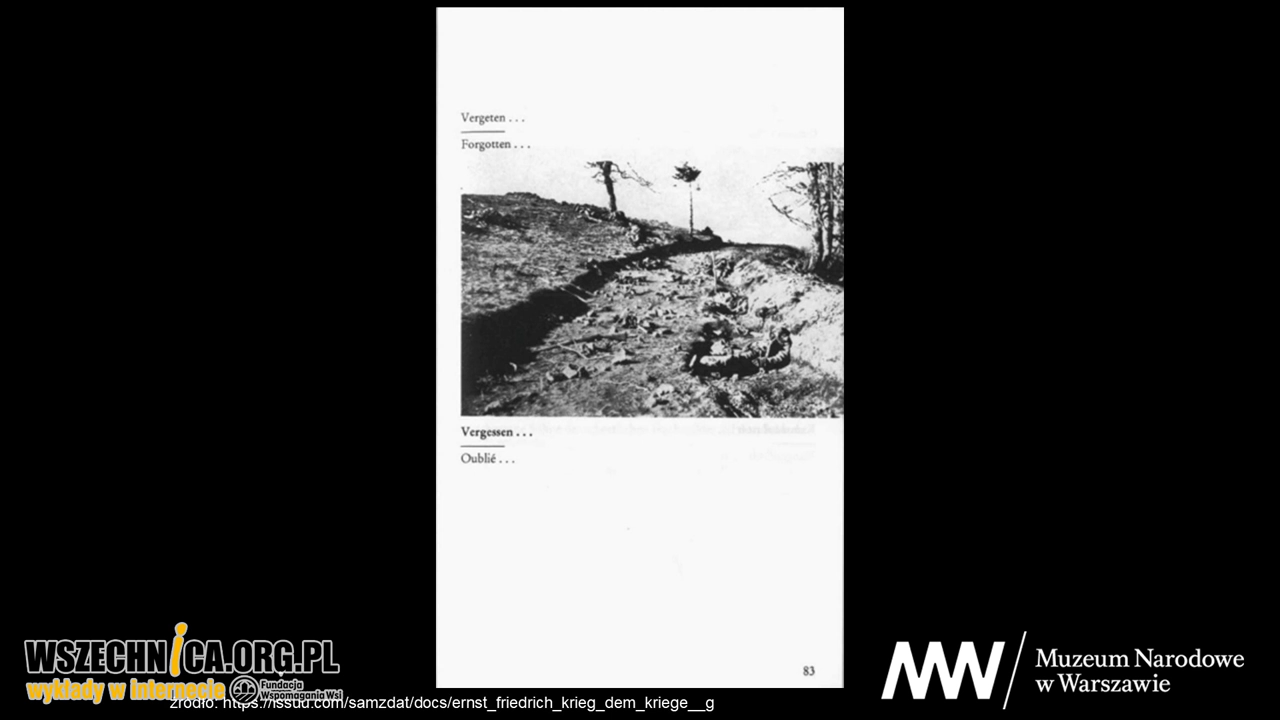 Vergeten . . .
Forgotten . . .
Vergessen . . .
Oublié . . .
83
WSZECHNICA.ORG.PL
wykłady w internecie
Fundacja
Wspomagania Wsi
źródło: https://issuu.com/samzdat/docs/ernst_friedrich_krieg_dem_kriege__g
Muzeum Narodowe
w Warszawie